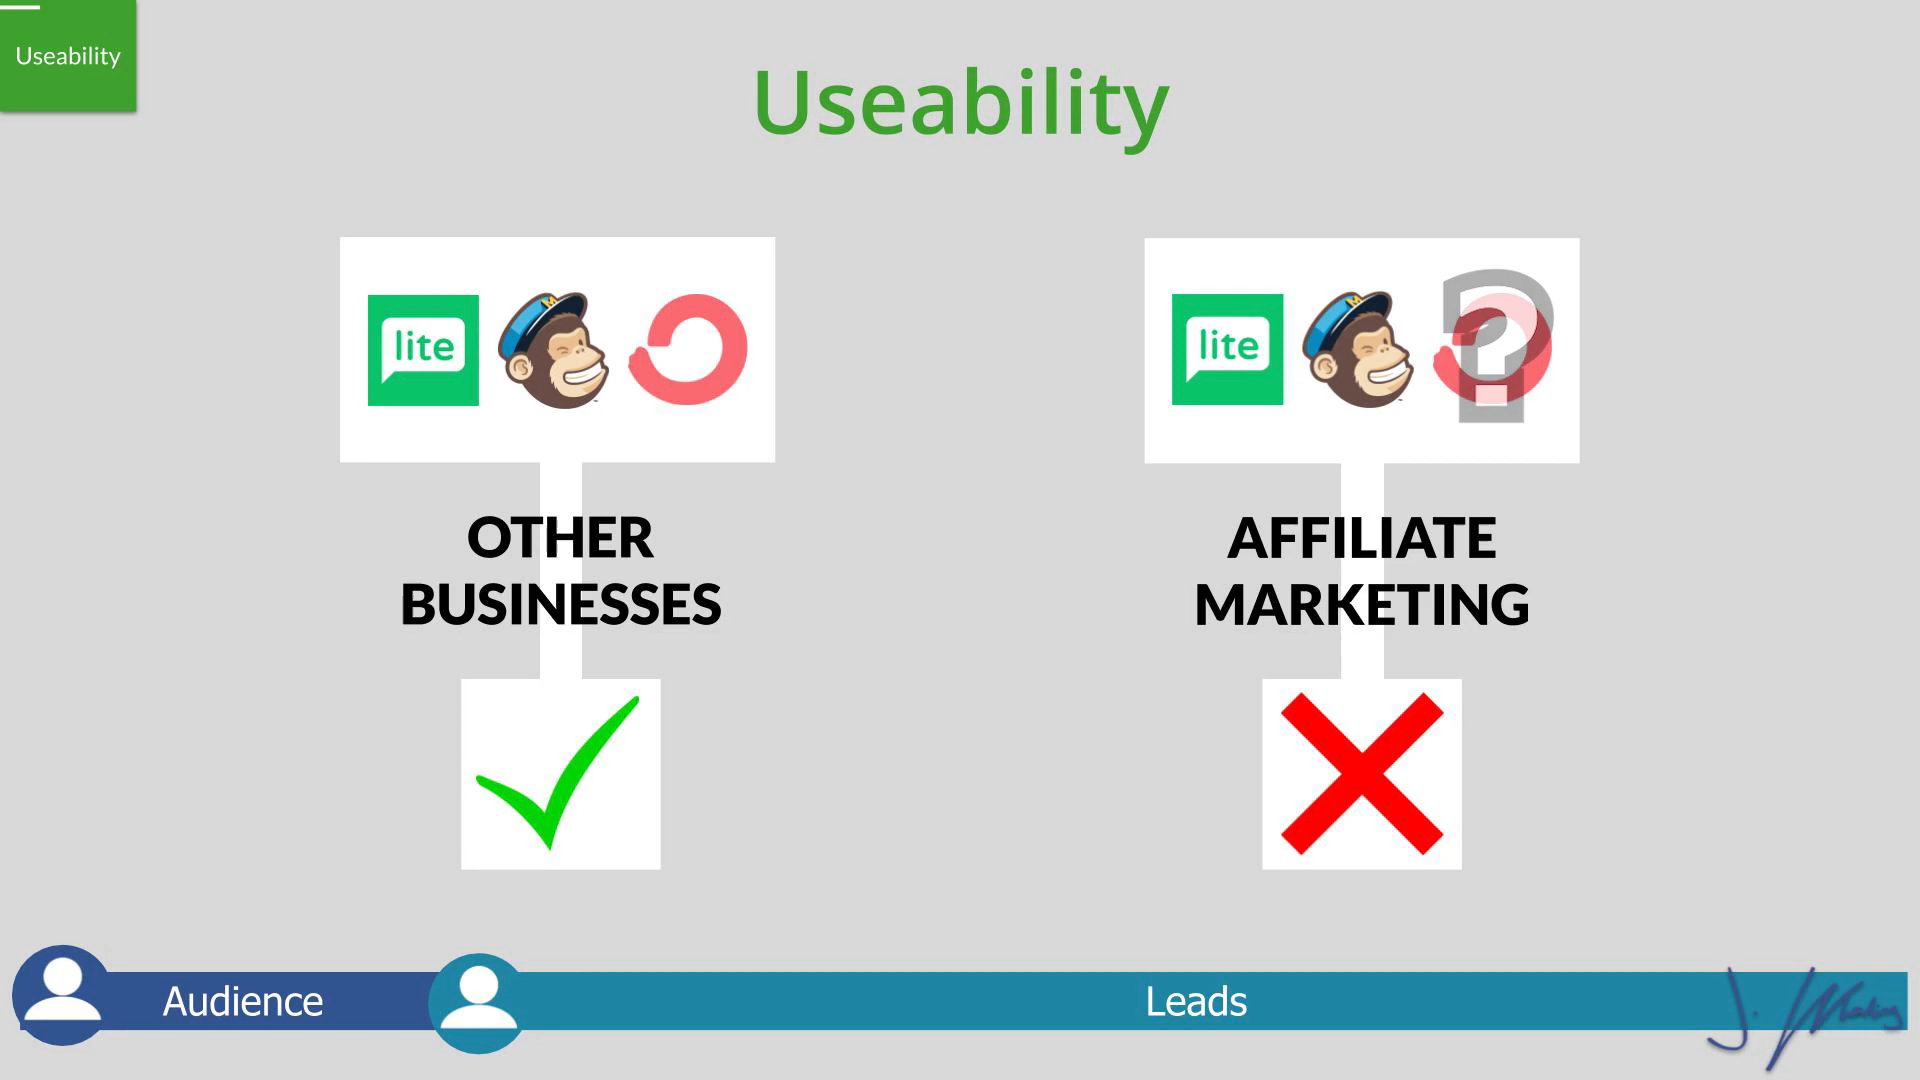 Useability
Useability
lite
M
lite
M
?
OTHER
BUSINESSES
AFFILIATE
MARKETING
Audience
Leads